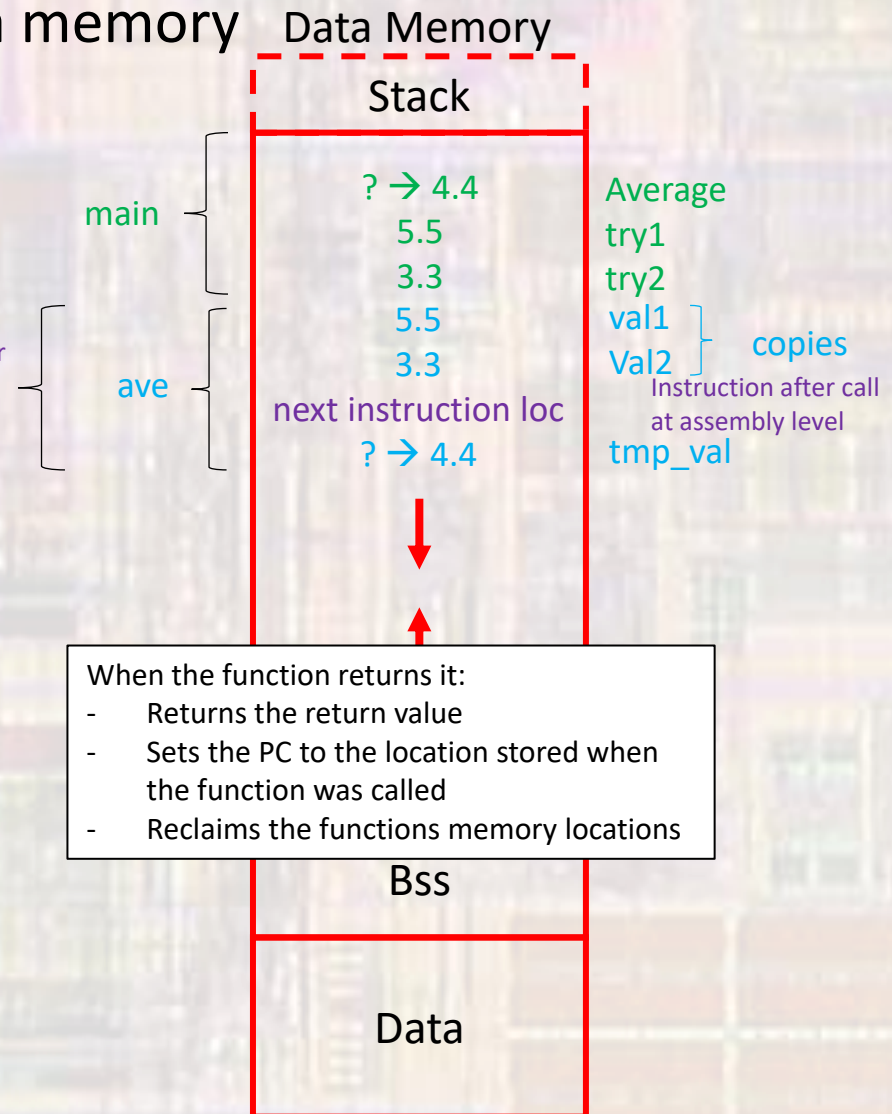 memory Data Memory
Stack
main
? → 4.4 Average
5.5 try1
3.3 try2
ave
5.5 val1
3.3 Val2
copies
next instruction loc
Instruction after call
at assembly level
? → 4.4 tmp_val
When the function returns it:
- Returns the return value
- Sets the PC to the location stored when
the function was called
- Reclaims the functions memory locations
Bss
Data